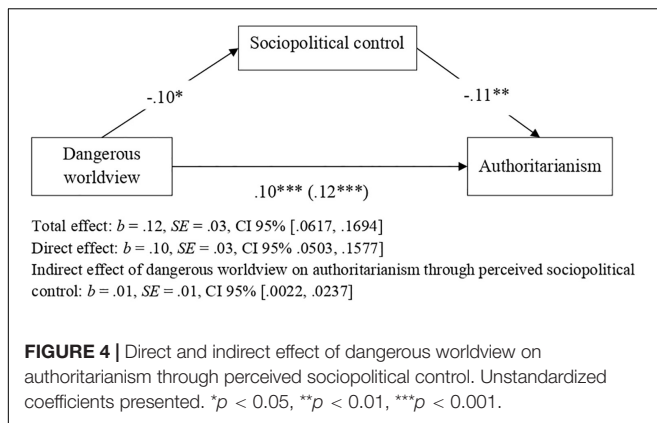 Sociopolitical control
-.10*
-.11**
Dangerous
worldview
Authoritarianism
.10*** (.12***)
Total effect: b = .12, SE = .03, CI 95% [.0617, .1694]
Direct effect: b = .10, SE = .03, CI 95% .0503, .1577]
Indirect effect of dangerous worldview on authoritarianism through perceived sociopolitical
control: b = .01, SE = .01, CI 95% [.0022, .0237]
FIGURE 4 | Direct and indirect effect of dangerous worldview on
authoritarianism through perceived sociopolitical control. Unstandardized
coefficients presented. *p < 0.05, **p < 0.01, ***p < 0.001.